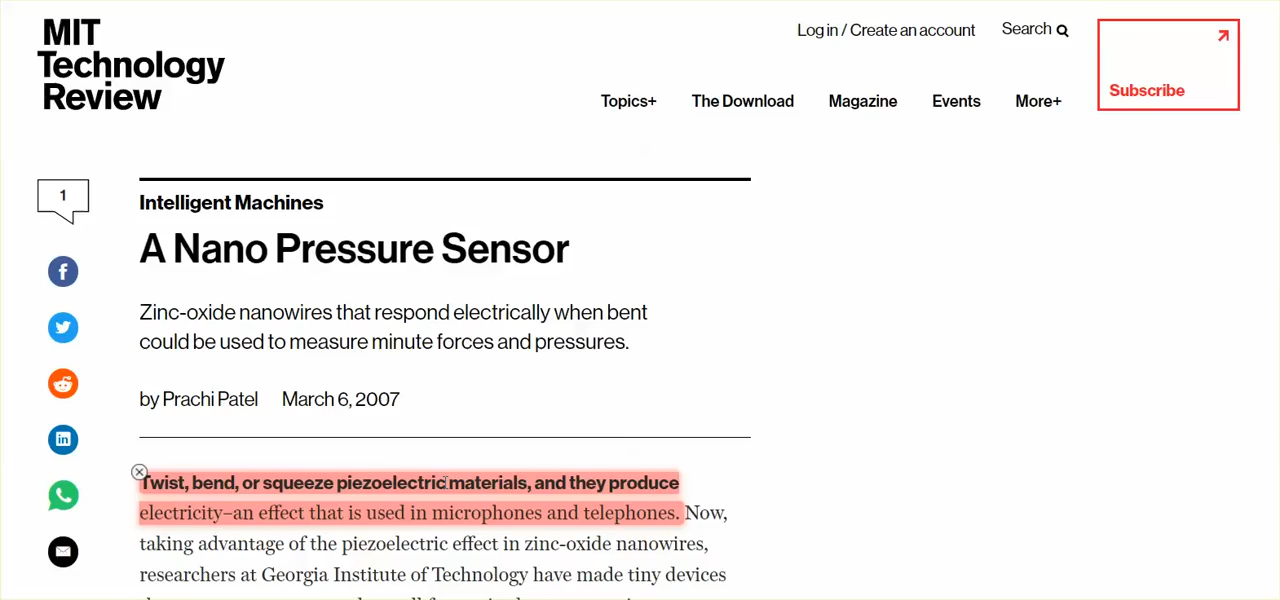 MIT
Technology
Review
Log in / Create an account
Search
Subscribe
Topics+
The Download
Magazine
Events
More+
1
Intelligent Machines
A Nano Pressure Sensor
Zinc-oxide nanowires that respond electrically when bent
could be used to measure minute forces and pressures.
by Prachi Patel
March 6, 2007
Twist, bend, or squeeze piezoelectric materials, and they produce
electricity–an effect that is used in microphones and telephones. Now,
taking advantage of the piezoelectric effect in zinc-oxide nanowires,
researchers at Georgia Institute of Technology have made tiny devices